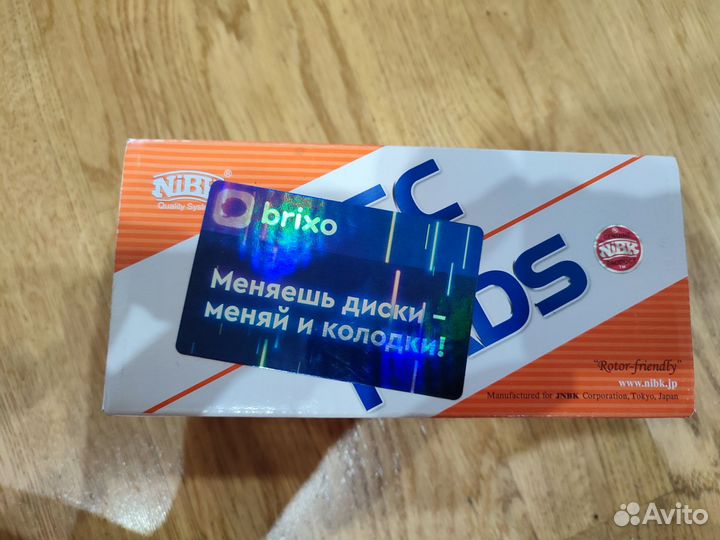 NiBK®
Quality System
brixo
Меняешь диски –
меняй и колодки!
NiBK
TM
"Rotor-friendly"
www.nibk.jp
Manufactured for JNBK Corporation, Tokyo, Japan
Avito